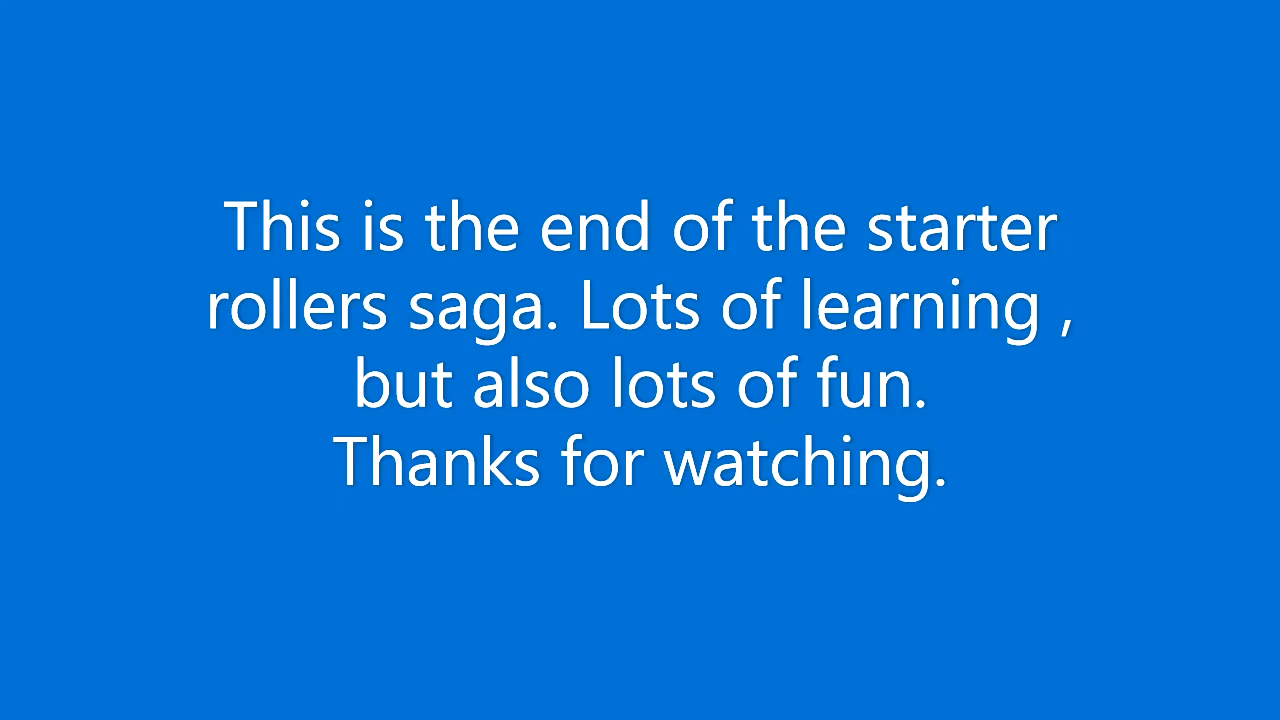 This is the end of the starter
rollers saga. Lots of learning ,
but also lots of fun.
Thanks for watching.